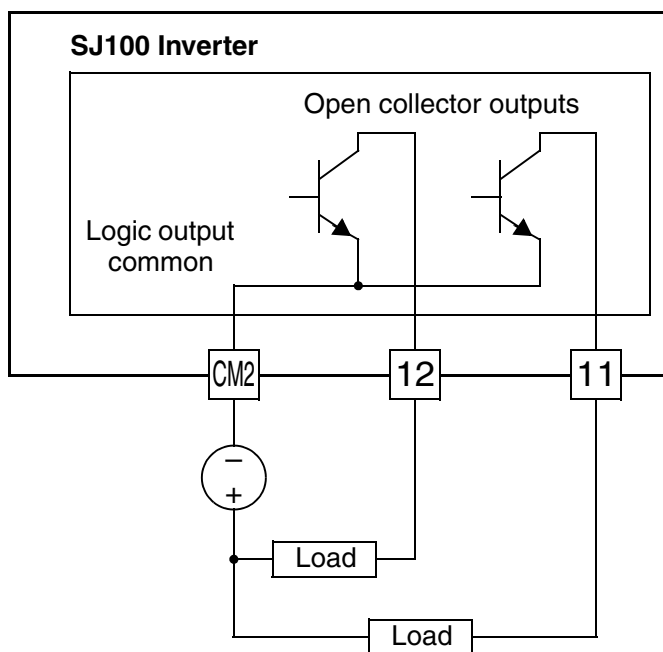 SJ100 Inverter
Open collector outputs
Logic output
common
CM2
12
11
–
+
Load
Load